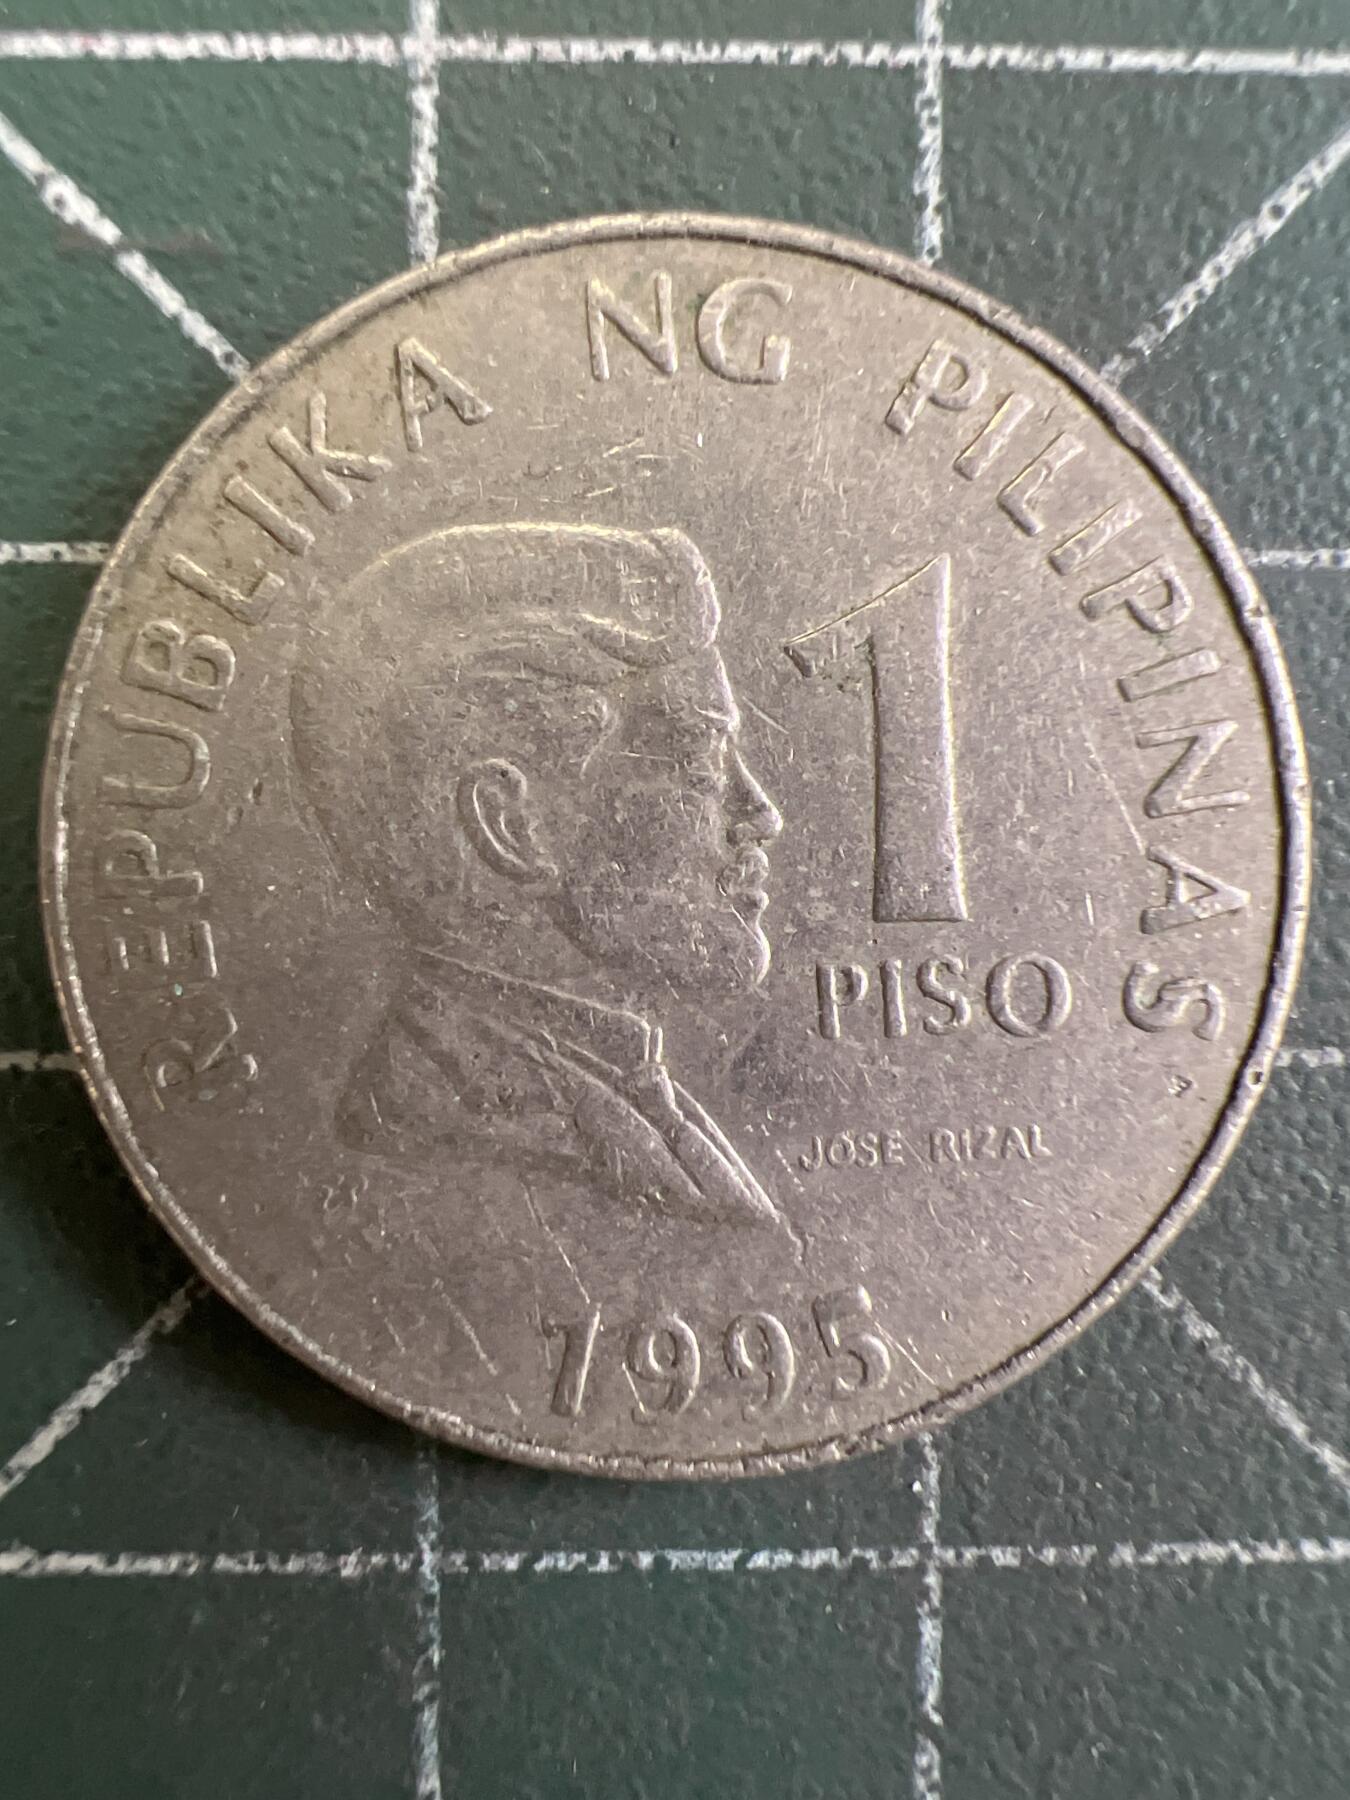 REPUBLIKA NG PILIPINAS
1
PISO
JOSE RIZAL
1995